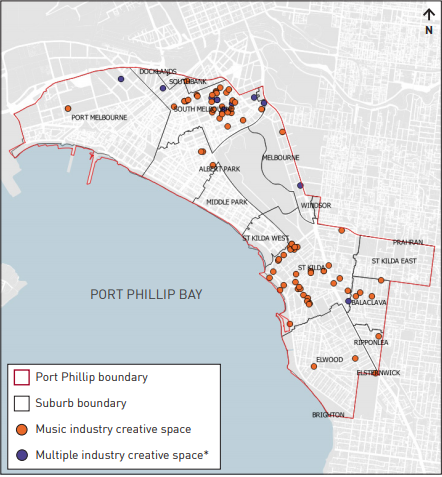 N
DOCKLANDS
SOUTHBANK
SOUTH MELBOURNE
PORT MELBOURNE
MELBOURNE
ALBERT PARK
MIDDLE PARK
WINDSOR
ST KILDA WEST
PRAHRAN
ST KILDA EAST
ST KILDA
PORT PHILLIP BAY
BALACLAVA
RIPPONLEA
ELWOOD
ELSTERNWICK
BRIGHTON
Port Phillip boundary
Suburb boundary
Music industry creative space
Multiple industry creative space*